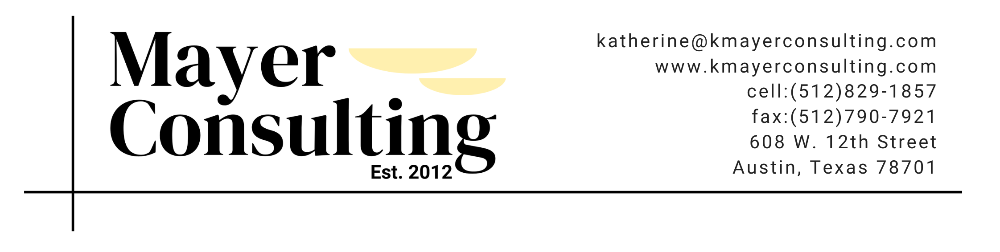 Mayer
Consulting
Est. 2012
katherine@kmayerconsulting.com
www.kmayerconsulting.com
cell:(512)829-1857
fax:(512)790-7921
608 W. 12th Street
Austin, Texas 78701